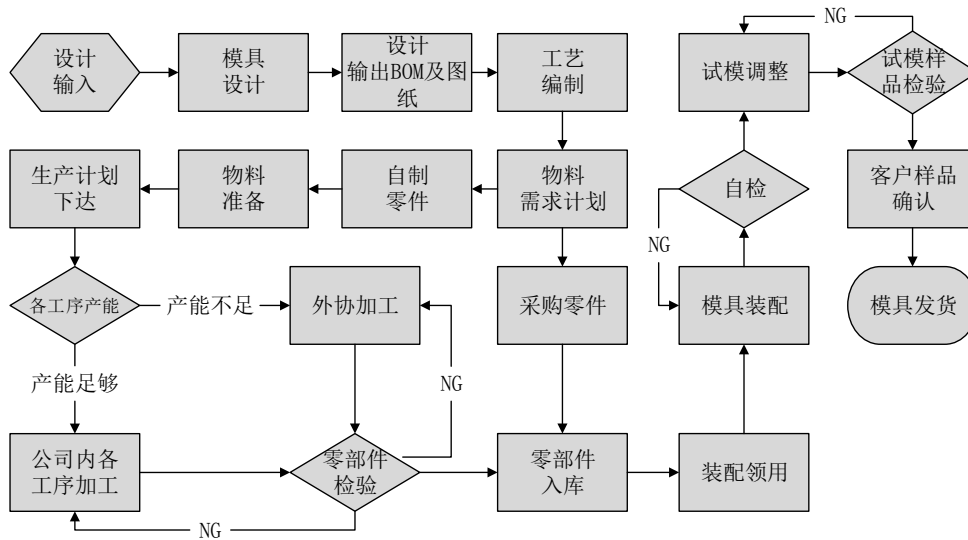 NG
设计
输入
模具
设计
设计
输出BOM及图
纸
工艺
编制
试模调整
试模样
品检验
生产计划
下达
物料
准备
自制
零件
物料
需求计划
自检
客户样品
确认
NG
各工序产能
产能不足
外协加工
采购零件
模具装配
模具发货
产能足够
NG
公司内各
工序加工
零部件
检验
零部件
入库
装配领用
NG